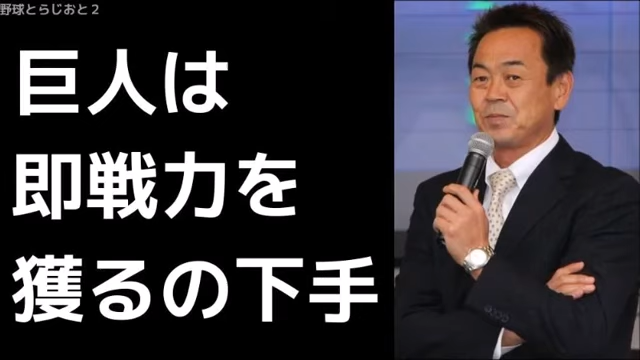 野球とらじおと２
巨人は
即戦力を
獲るの下手